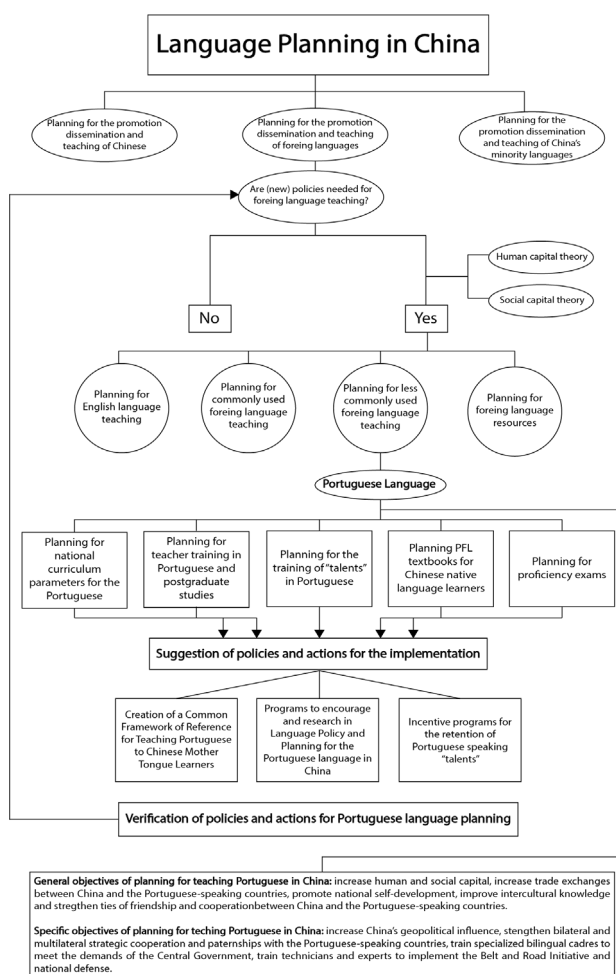 Language Planning in China
Planning for the promotion
dissemination and
teaching of Chinese
Planning for the promotion
dissemination and teaching
of foreing languages
Planning for the
promotion dissemination
and teaching of China's
minority languages
Are (new) policies needed for
foreing language teaching?
Human capital theory
Social capital theory
No
Yes
Planning for
English language
teaching
Planning for
commonly used
foreing language
teaching
Planning for less
commonly used
foreing language
teaching
Planning for
foreing language
resources
Portuguese Language
Planning for
national
curriculum
parameters for the
Portuguese
Planning for
teacher training in
Portuguese and
postgraduate
studies
Planning for the
training of "talents"
in Portuguese
Planning PFL
textbooks for
Chinese native
language learners
Planning for
proficiency exams
Suggestion of policies and actions for the implementation
Creation of a Common
Framework of Reference
for Teaching Portuguese
to Chinese Mother
Tongue Learners
Programs to encourage
and research in
Language Policy and
Planning for the
Portuguese language in
China
Incentive programs for
the retention of
Portuguese speaking
"talents"
Verification of policies and actions for Portuguese language planning
General objectives of planning for teaching Portuguese in China: increase human and social capital, increase trade exchanges
between China and the Portuguese-speaking countries, promote national self-development, improve intercultural knowledge
and stregthen ties of friendship and cooperationbetween China and the Portuguese-speaking countries.
Specific objectives of planning for teching Portuguese in China: increase China's geopolitical influence, stengthen bilateral and
multilateral strategic cooperation and paternships with the Portuguese-speaking countries, train specialized bilingual cadres to
meet the demands of the Central Government, train technicians and experts to implement the Belt and Road Initiative and
national defense.